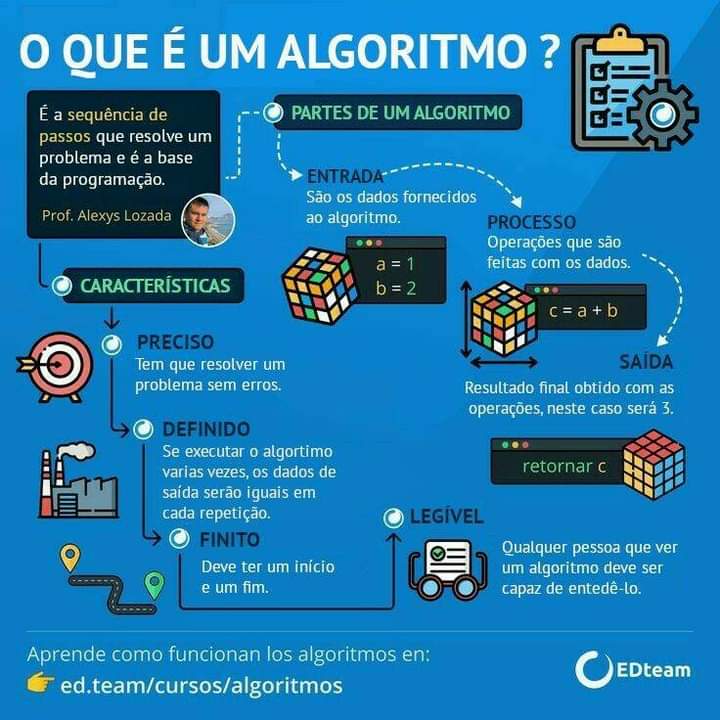 O QUE É UM ALGORITMO ?
É a sequência de
passos que resolve um
problema e é a base
da programação.
Prof. Alexys Lozada
PARTES DE UM ALGORITMO
ENTRADA
São os dados fornecidos
ao algoritmo.
a = 1
b = 2
PROCESSO
Operações que são
feitas com os dados.
c = a + b
SAÍDA
Resultado final obtido com as
operações, neste caso será 3.
retornar c
CARACTERÍSTICAS
PRECISO
Tem que resolver um
problema sem erros.
DEFINIDO
Se executar o algortimo
varias vezes, os dados de
saída serão iguais em
cada repetição.
FINITO
Deve ter um início
e um fim.
LEGÍVEL
Qualquer pessoa que ver
um algoritmo deve ser
capaz de entedê-lo.
Aprende como funcionan los algoritmos en:
ed.team/cursos/algoritmos
EDteam